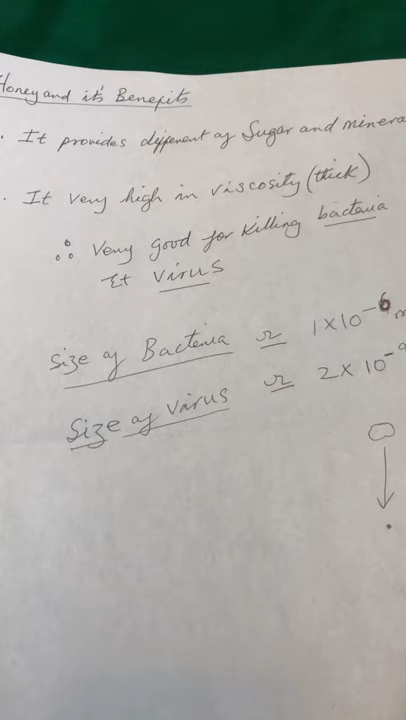 Honey and it's Benefits
. It provides different of Sugar and minera
. It very high in viscosity (thick)
∴ Very good for killing bacteria
Et virus
Size of Bacteria ≃ 1 × 10⁻⁶ m
Size of virus ≃ 2 × 10⁻⁹